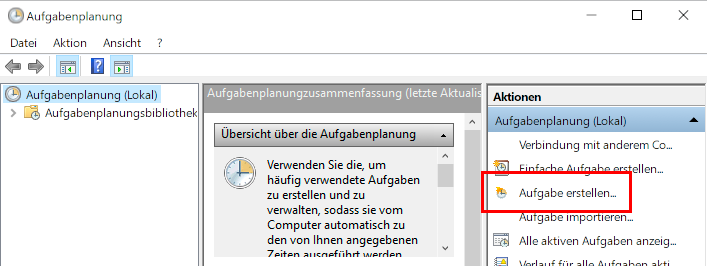 Aufgabenplanung
Datei Aktion Ansicht ?
Aufgabenplanung (Lokal)
Aufgabenplanungsbibliothek
Aufgabenplanungzusammenfassung (letzte Aktualis
Übersicht über die Aufgabenplanung
Verwenden Sie die, um
häufig verwendete Aufgaben
zu erstellen und zu
verwalten, sodass sie vom
Computer automatisch zu
den von Ihnen angegebenen
Zeiten ausgeführt werden
Aktionen
Aufgabenplanung (Lokal)
Verbindung mit anderem Co...
Einfache Aufgabe erstellen...
Aufgabe erstellen...
Aufgabe importieren...
Alle aktiven Aufgaben anzeig...
Verlauf für alle Aufgaben akti...